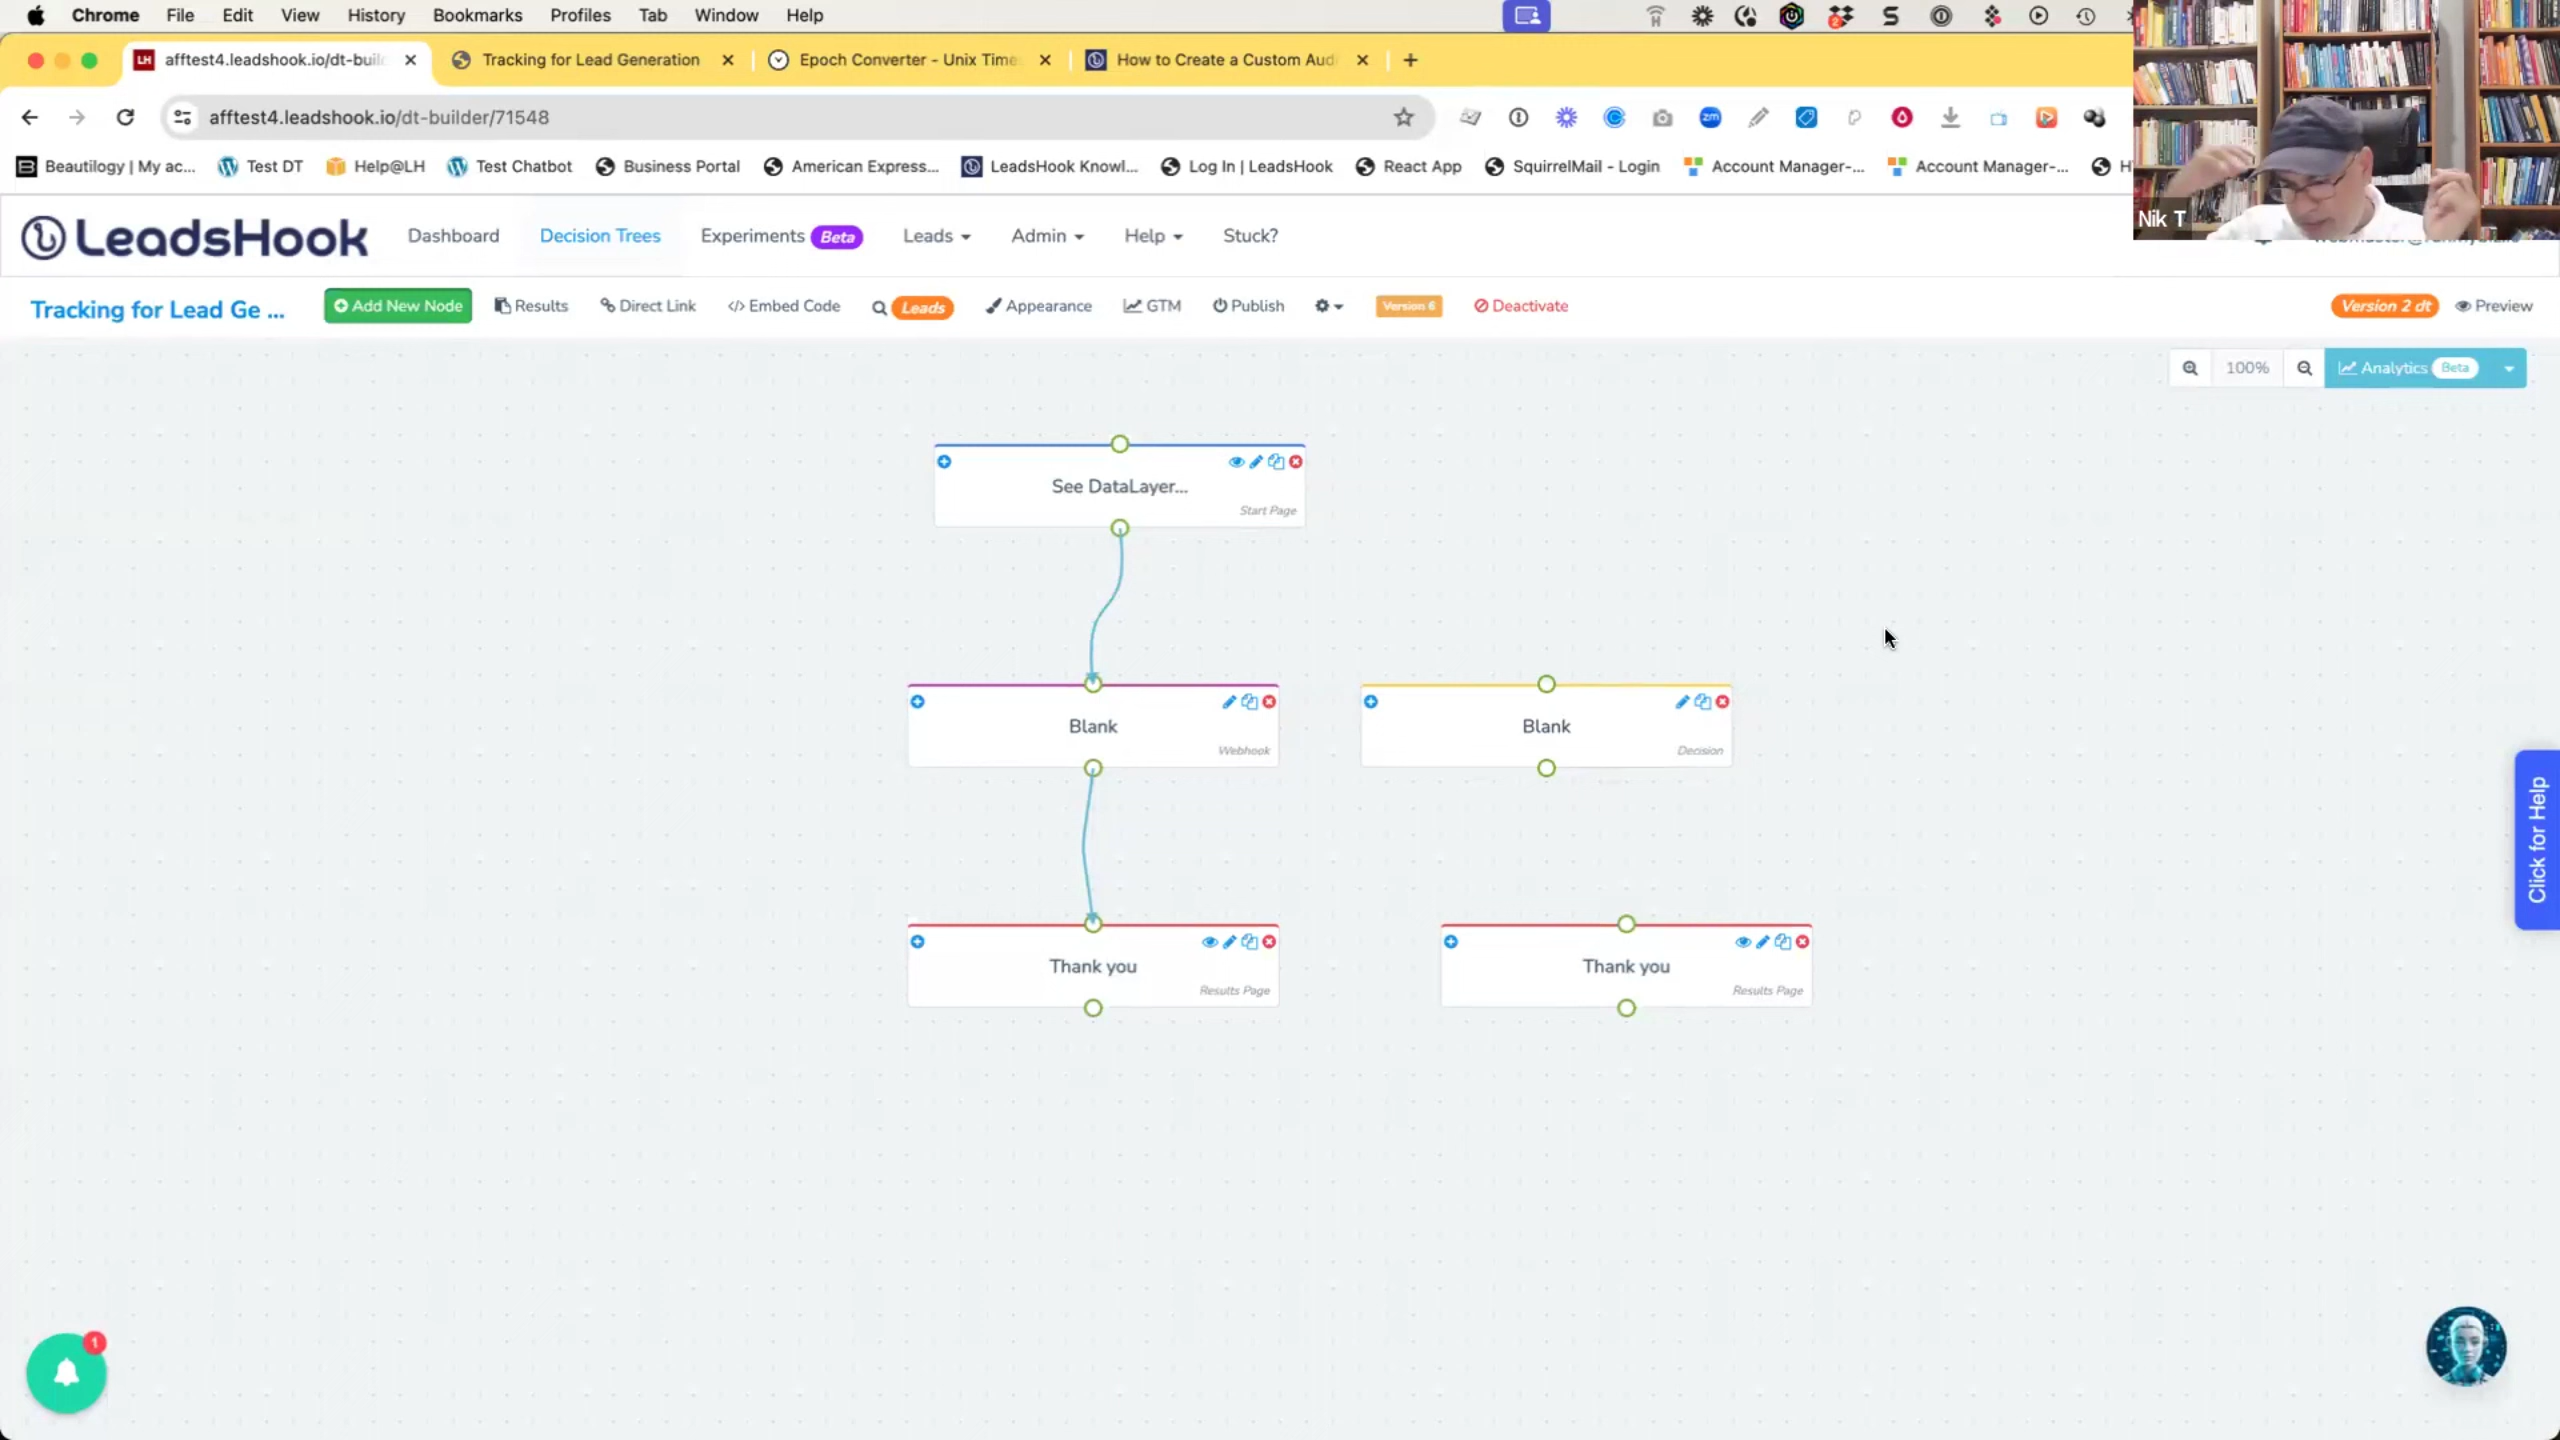 Chrome File Edit View History Bookmarks Profiles Tab Window Help
LH afftest4.leadshook.io/dt-buil Tracking for Lead Generation Epoch Converter - Unix Time How to Create a Custom Aud
afftest4.leadshook.io/dt-builder/71548
Beautilogy | My ac... Test DT Help@LH Test Chatbot Business Portal American Express... LeadsHook Knowl... Log In | LeadsHook React App SquirrelMail - Login Account Manager-... Account Manager-...
Nik T
LeadsHook Dashboard Decision Trees Experiments Beta Leads Admin Help Stuck?
Tracking for Lead Ge ... Add New Node Results Direct Link </> Embed Code Leads Appearance GTM Publish Version 6 Deactivate Version 2 dt Preview
100% Analytics Beta
See DataLayer...
Start Page
Blank
Webhook
Blank
Decision
Click for Help
Thank you
Results Page
Thank you
Results Page
1